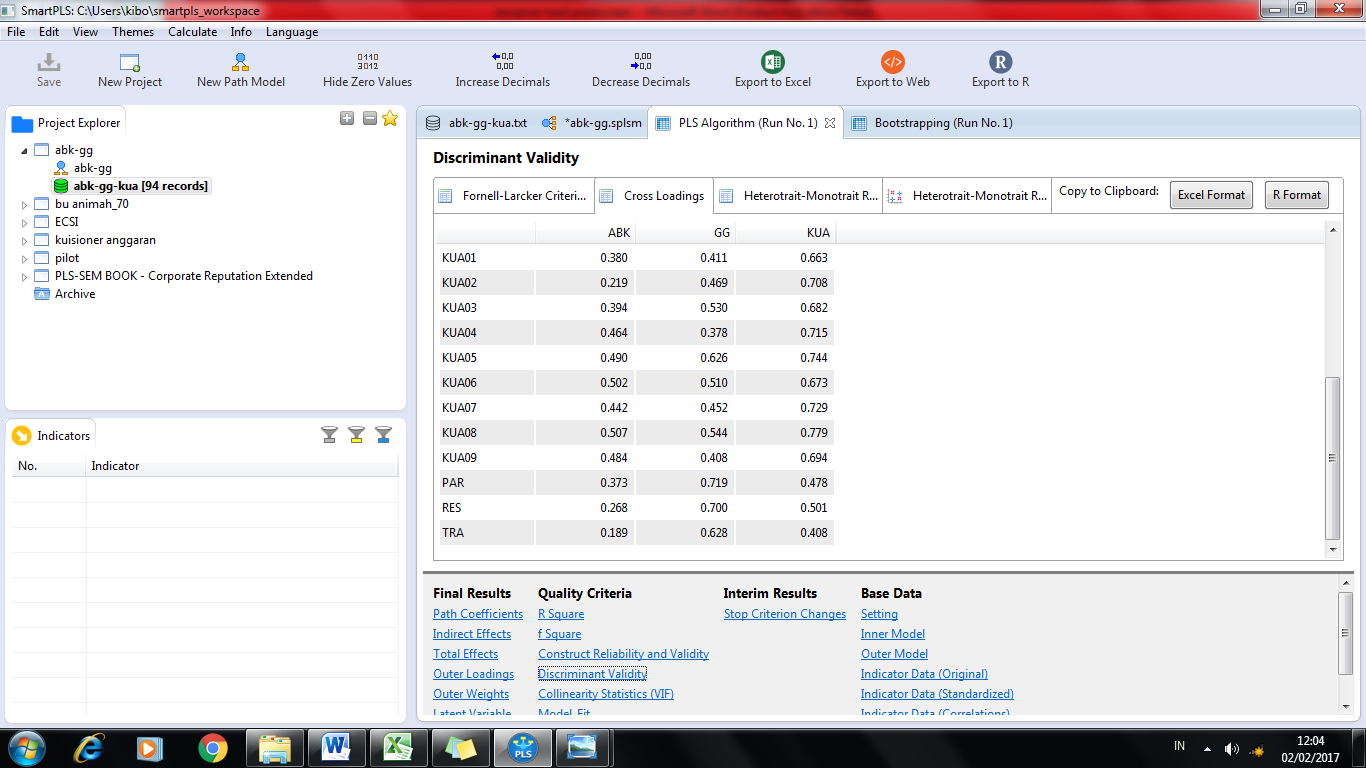 SmartPLS: C:\Users\kibo\smartpls_workspace
File Edit View Themes Calculate Info Language
Save New Project New Path Model Hide Zero Values Increase Decimals Decrease Decimals Export to Excel Export to Web Export to R
Project Explorer
abk-gg
abk-gg
abk-gg-kua [94 records]
bu animah_70
ECSI
kuisioner anggaran
pilot
PLS-SEM BOOK - Corporate Reputation Extended
Archive
Indicators
No. Indicator
abk-gg-kua.txt *abk-gg.splsm PLS Algorithm (Run No. 1) Bootstrapping (Run No. 1)
Discriminant Validity
Fornell-Larcker Criteri... Cross Loadings Heterotrait-Monotrait R... Heterotrait-Monotrait R... Copy to Clipboard: Excel Format R Format
ABK GG KUA
KUA01 0.380 0.411 0.663
KUA02 0.219 0.469 0.708
KUA03 0.394 0.530 0.682
KUA04 0.464 0.378 0.715
KUA05 0.490 0.626 0.744
KUA06 0.502 0.510 0.673
KUA07 0.442 0.452 0.729
KUA08 0.507 0.544 0.779
KUA09 0.484 0.408 0.694
PAR 0.373 0.719 0.478
RES 0.268 0.700 0.501
TRA 0.189 0.628 0.408
Final Results Quality Criteria Interim Results Base Data
Path Coefficients R Square Stop Criterion Changes Setting
Indirect Effects f Square Inner Model
Total Effects Construct Reliability and Validity Outer Model
Outer Loadings Discriminant Validity Indicator Data (Original)
Outer Weights Collinearity Statistics (VIF) Indicator Data (Standardized)
Latent Variable Model Fit Indicator Data (Correlations)
IN 12:04
02/02/2017